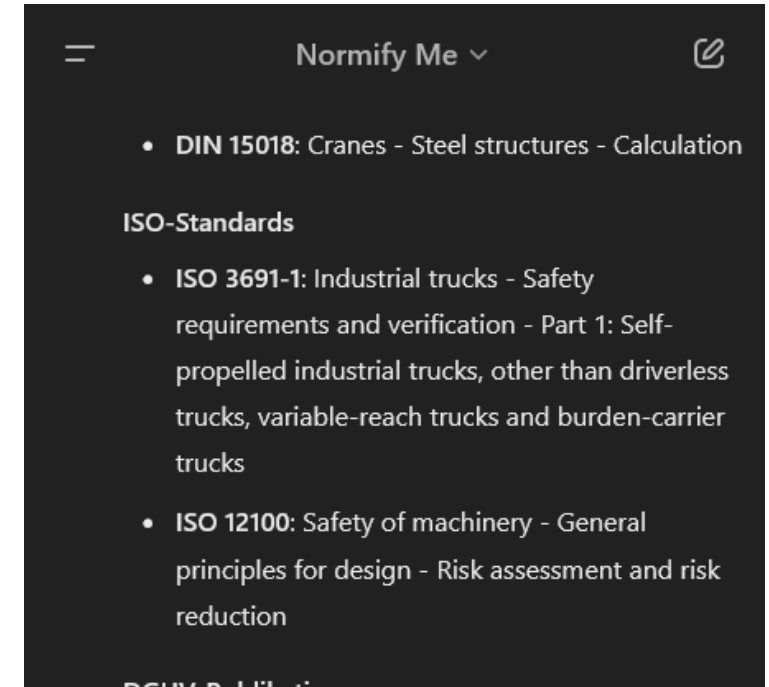 Normify Me
• DIN 15018: Cranes - Steel structures - Calculation
ISO-Standards
• ISO 3691-1: Industrial trucks - Safety
requirements and verification - Part 1: Self-
propelled industrial trucks, other than driverless
trucks, variable-reach trucks and burden-carrier
trucks
• ISO 12100: Safety of machinery - General
principles for design - Risk assessment and risk
reduction